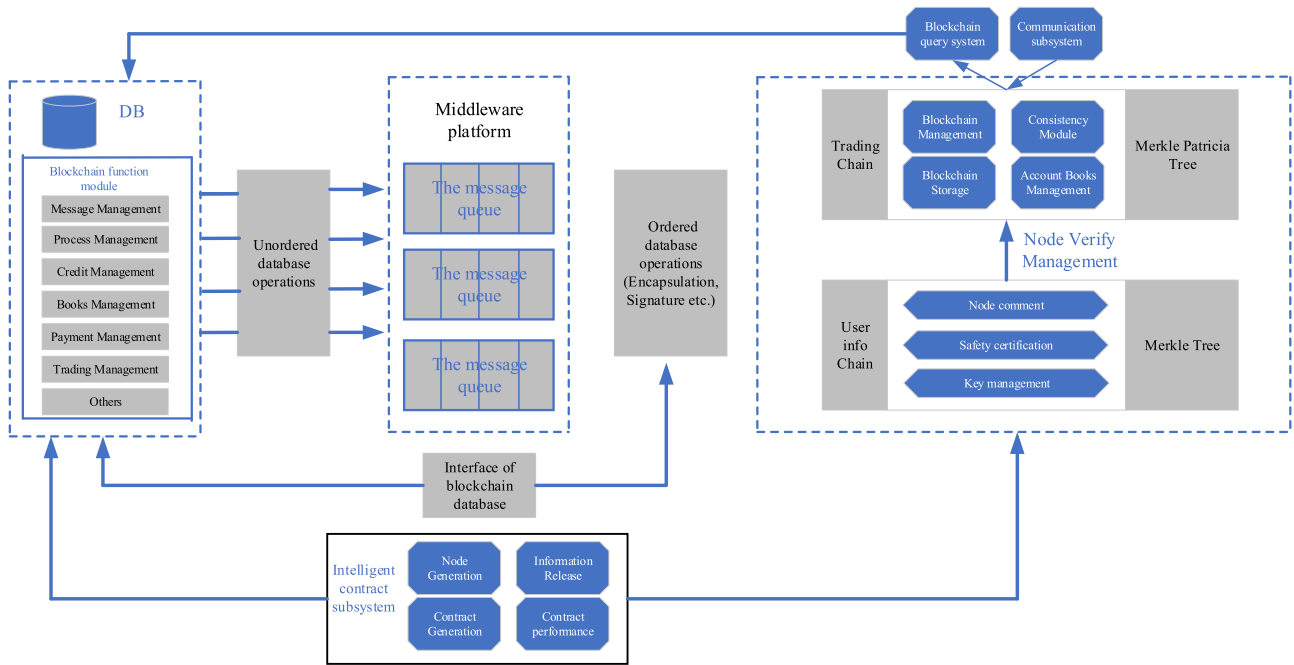 Blockchain
query system
Communication
subsystem
DB
Blockchain function
module
Message Management
Process Management
Credit Management
Books Management
Payment Management
Trading Management
Others
Unordered
database
operations
Middleware
platform
The message
queue
The message
queue
The message
queue
Ordered
database
operations
(Encapsulation,
Signature etc.)
Trading
Chain
Blockchain
Management
Consistency
Module
Blockchain
Storage
Account Books
Management
Merkle Patricia
Tree
Node Verify
Management
User
info
Chain
Node comment
Safety certification
Key management
Merkle Tree
Interface of
blockchain
database
Intelligent
contract
subsystem
Node
Generation
Information
Release
Contract
Generation
Contract
performance